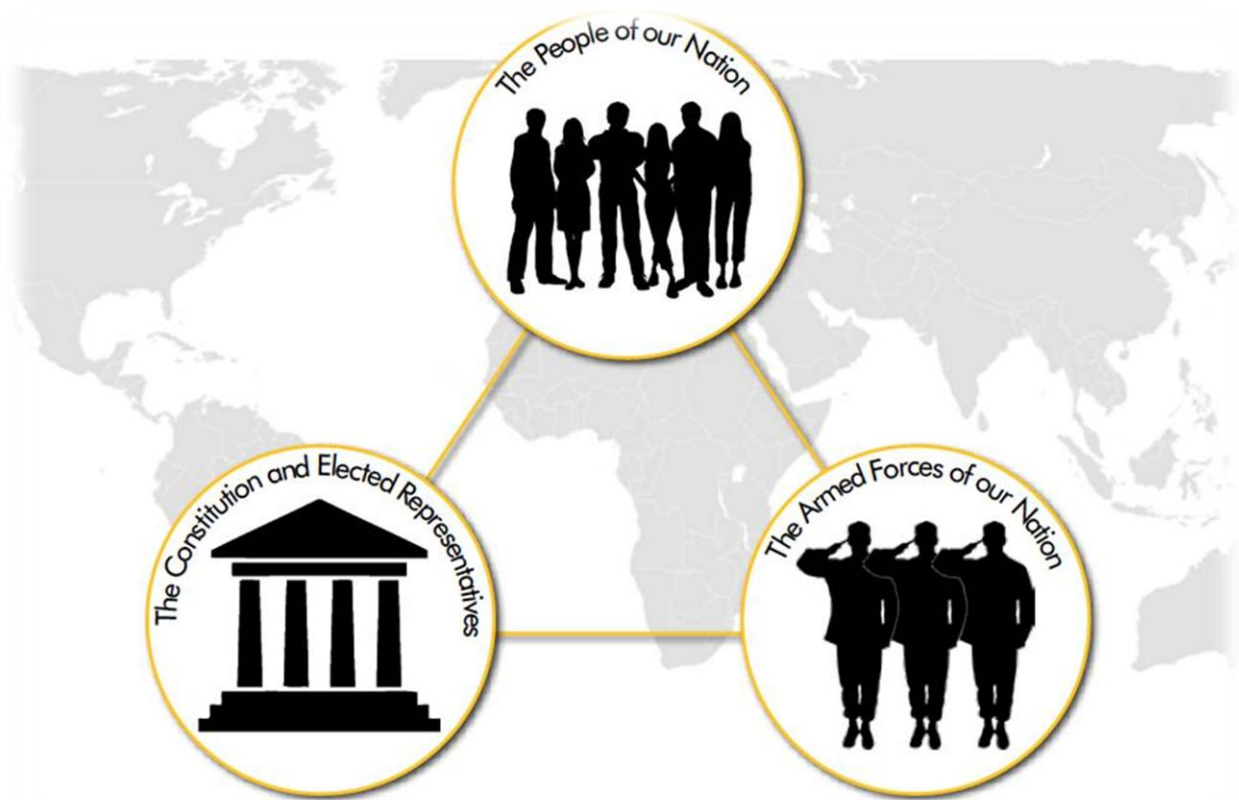 The People of our Nation
The Constitution and Elected Representatives
The Armed Forces of our Nation